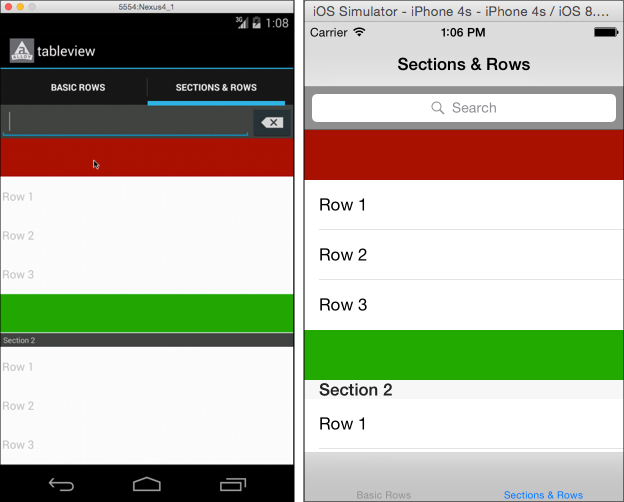 5554:Nexus4_1
3G 1:08
ALLOY tableview
BASIC ROWS SECTIONS & ROWS
Row 1
Row 2
Row 3
Section 2
Row 1
Row 2
Row 3
iOS Simulator - iPhone 4s - iPhone 4s / iOS 8....
Carrier 1:06 PM
Sections & Rows
Search
Row 1
Row 2
Row 3
Section 2
Row 1
Basic Rows Sections & Rows